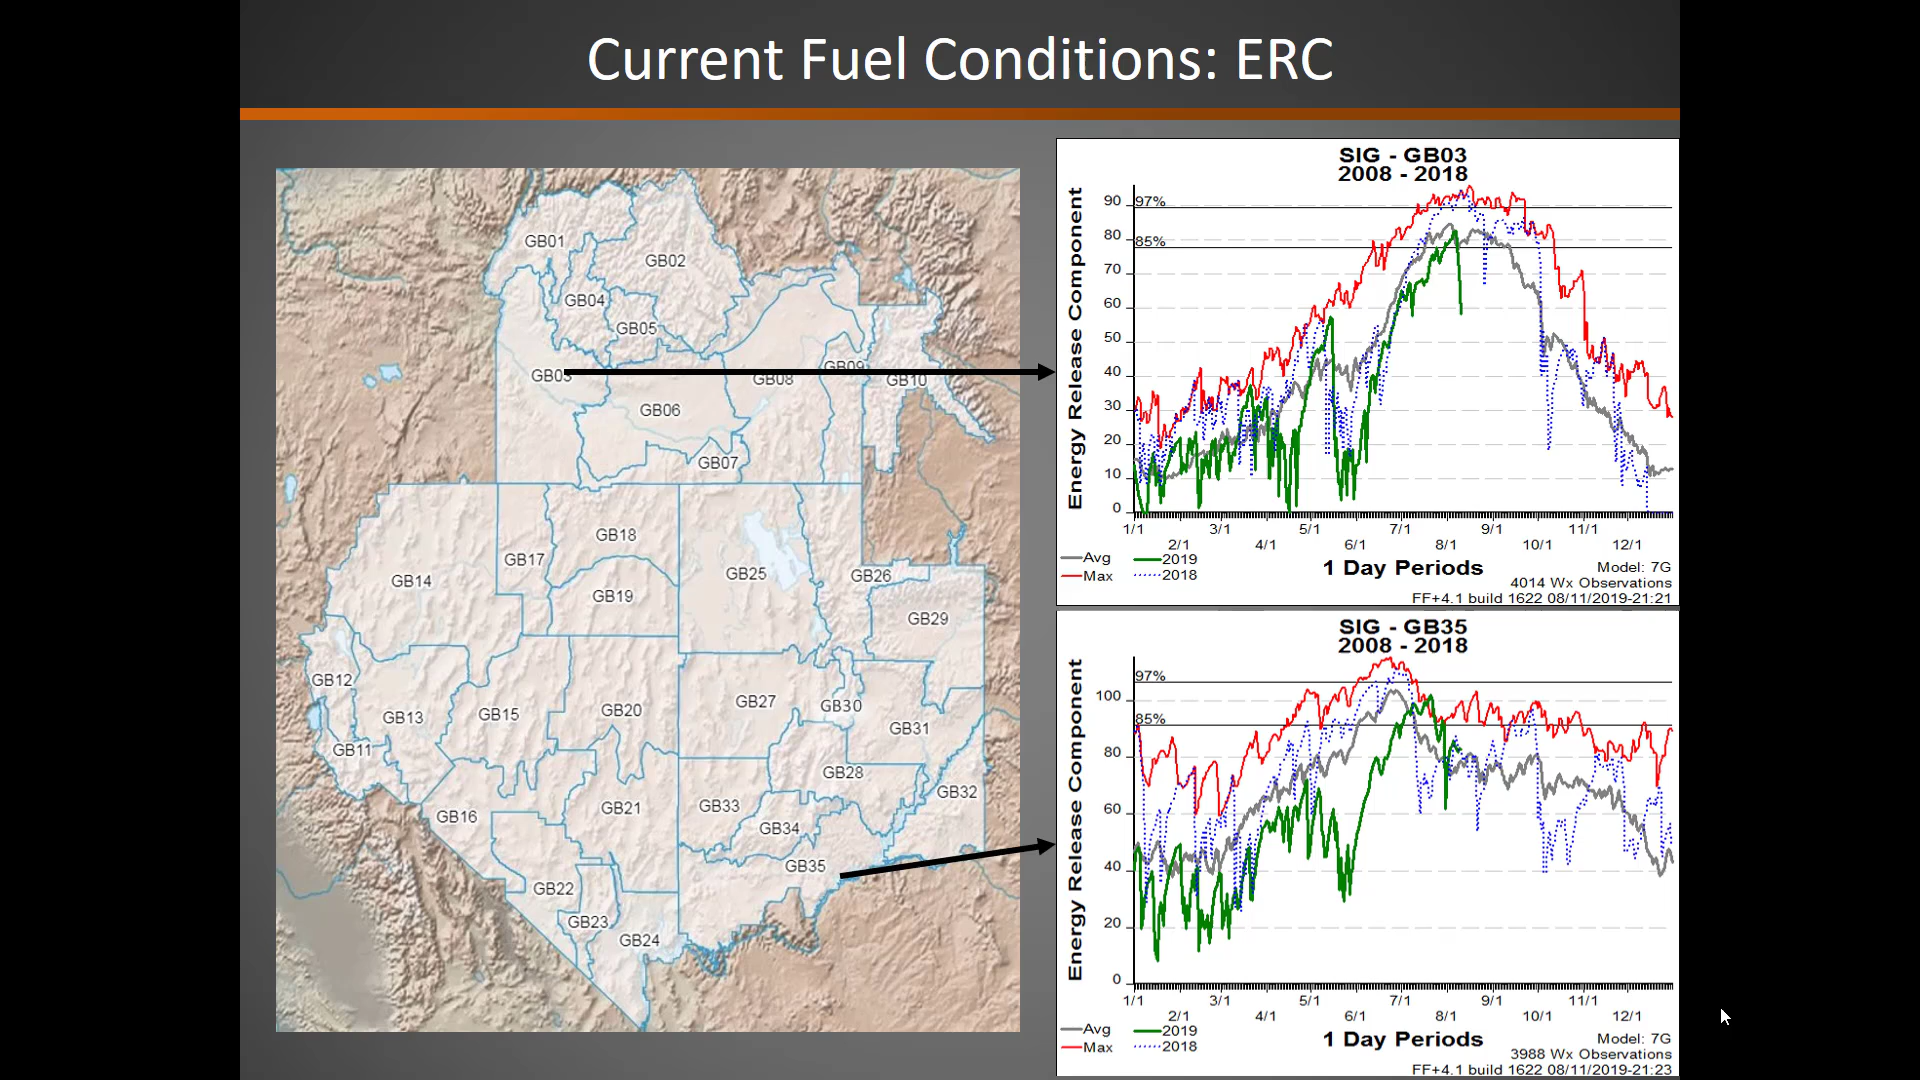 Current Fuel Conditions: ERC
GB01
GB02
GB04
GB05
GB03
GB09
GB08
GB10
GB06
GB07
GB18
GB17
GB14
GB25
GB26
GB19
GB29
GB12
GB13
GB15
GB20
GB27
GB30
GB31
GB11
GB28
GB16
GB21
GB33
GB32
GB34
GB35
GB22
GB23
GB24
SIG - GB03
2008 - 2018
Energy Release Component
97%
85%
90
80
70
60
50
40
30
20
10
0
1/1 3/1 5/1 7/1 9/1 11/1
2/1 4/1 6/1 8/1 10/1 12/1
Avg 2019
Max 2018
1 Day Periods
Model: 7G
4014 Wx Observations
FF+4.1 build 1622 08/11/2019-21:21
SIG - GB35
2008 - 2018
Energy Release Component
97%
85%
100
80
60
40
20
0
1/1 3/1 5/1 7/1 9/1 11/1
2/1 4/1 6/1 8/1 10/1 12/1
Avg 2019
Max 2018
1 Day Periods
Model: 7G
3988 Wx Observations
FF+4.1 build 1622 08/11/2019-21:23